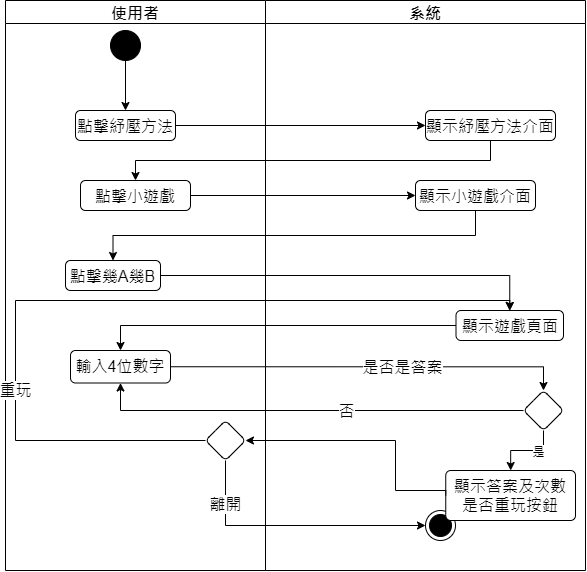 使用者
系統
點擊紓壓方法
顯示紓壓方法介面
點擊小遊戲
顯示小遊戲介面
點擊幾A幾B
顯示遊戲頁面
輸入4位數字
是否是答案
重玩
否
是
顯示答案及次數
是否重玩按鈕
離開